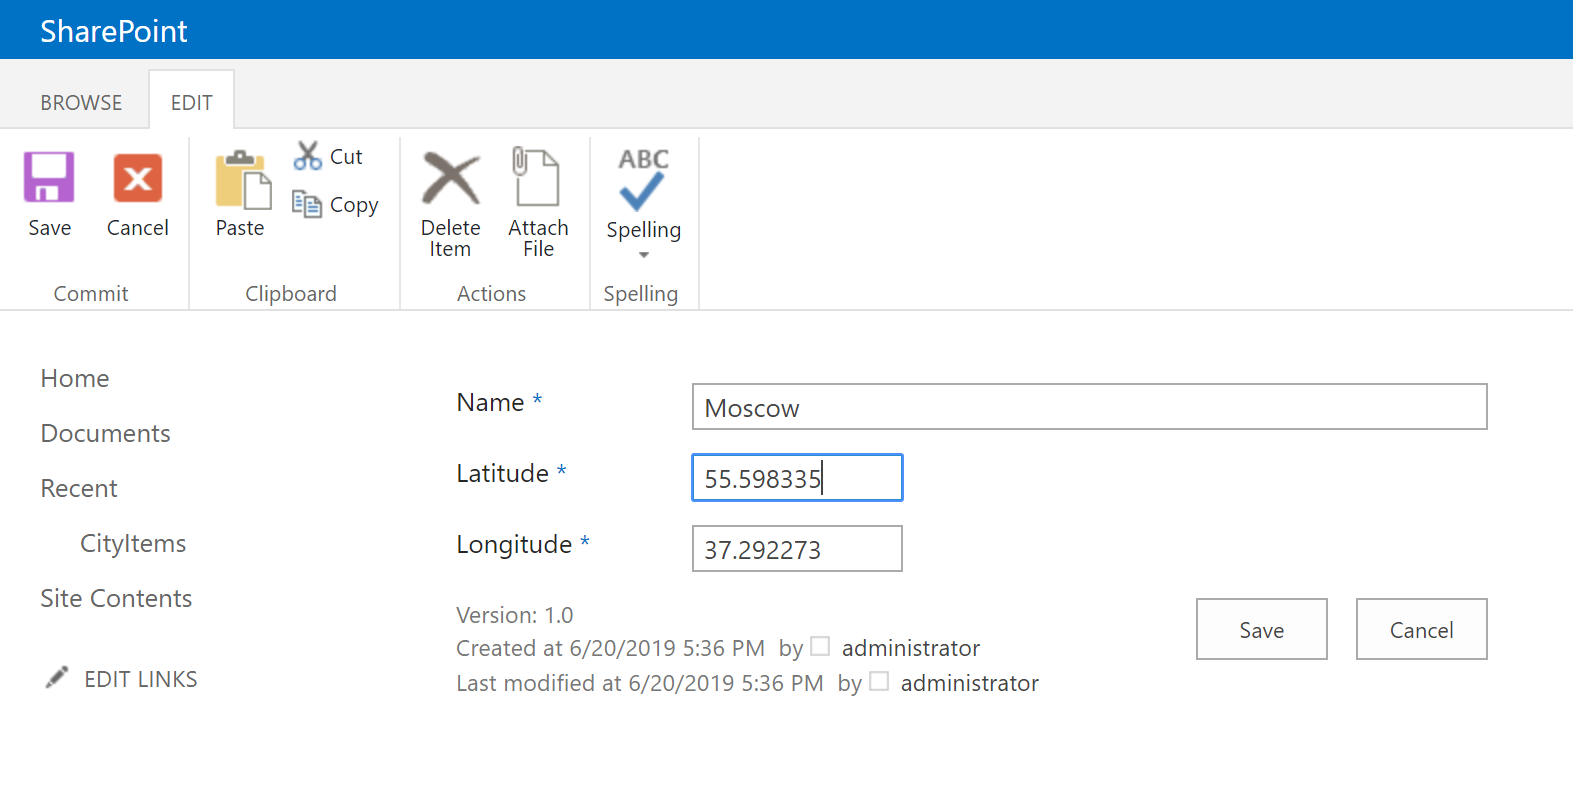 SharePoint
BROWSE EDIT
Save Cancel Paste Cut Copy Delete Item Attach File ABC Spelling
Commit Clipboard Actions Spelling
Home
Documents
Recent
CityItems
Site Contents
EDIT LINKS
Name * Moscow
Latitude * 55.598335
Longitude * 37.292273
Version: 1.0
Created at 6/20/2019 5:36 PM by administrator
Last modified at 6/20/2019 5:36 PM by administrator
Save Cancel